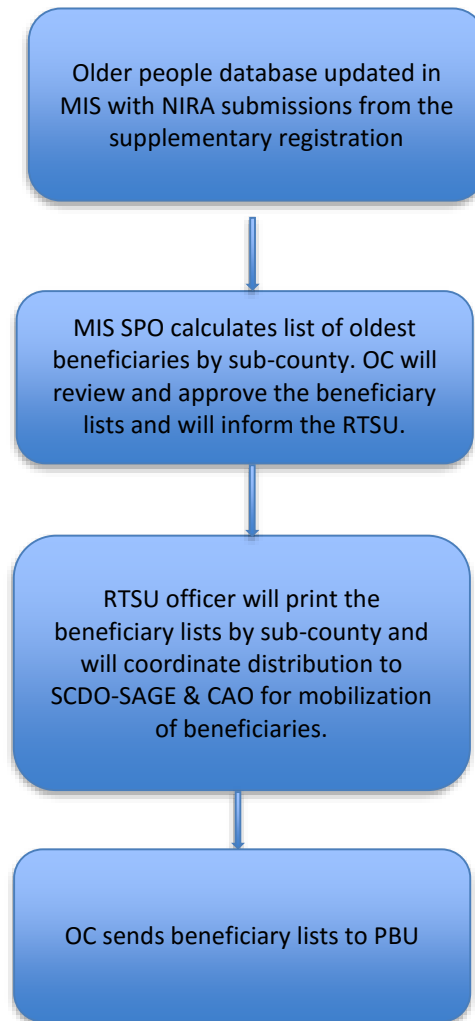 Older people database updated in
MIS with NIRA submissions from the
supplementary registration
MIS SPO calculates list of oldest
beneficiaries by sub-county. OC will
review and approve the beneficiary
lists and will inform the RTSU.
RTSU officer will print the
beneficiary lists by sub-county and
will coordinate distribution to
SCDO-SAGE & CAO for mobilization
of beneficiaries.
OC sends beneficiary lists to PBU